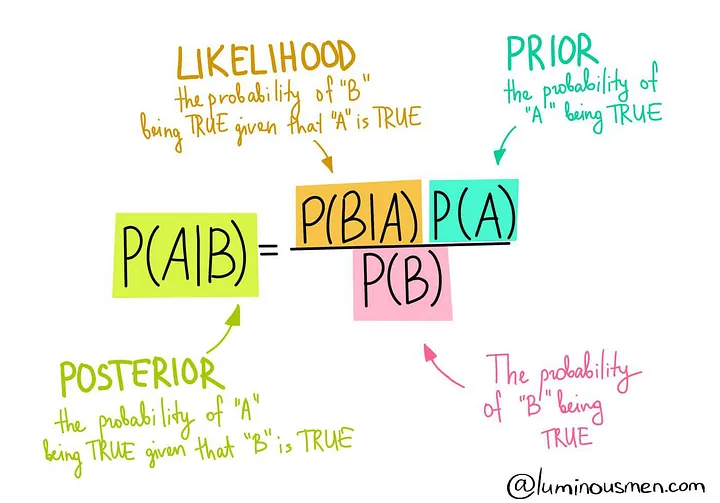 LIKELIHOOD
the probability of "B"
being TRUE given that "A" is TRUE
PRIOR
the probability of
"A" being TRUE
P(A|B) = P(B|A) P(A)
P(B)
POSTERIOR
the probability of "A"
being TRUE given that "B" is TRUE
The probability
of "B" being
TRUE
@luminousmen.com